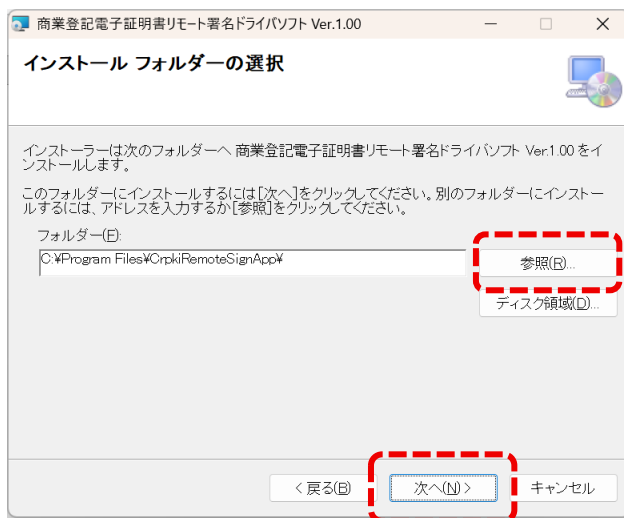 商業登記電子証明書リモート署名ドライバソフト Ver.1.00
インストール フォルダーの選択
インストーラーは次のフォルダーへ 商業登記電子証明書リモート署名ドライバソフト Ver.1.00 をイ
ンストールします。
このフォルダーにインストールするには[次へ]をクリックしてください。別のフォルダーにインストー
ルするには、アドレスを入力するか[参照]をクリックしてください。
フォルダー(F):
C:¥Program Files¥CrpkiRemoteSignApp¥
参照(R)...
ディスク領域(D)...
< 戻る(B)
次へ(N) >
キャンセル